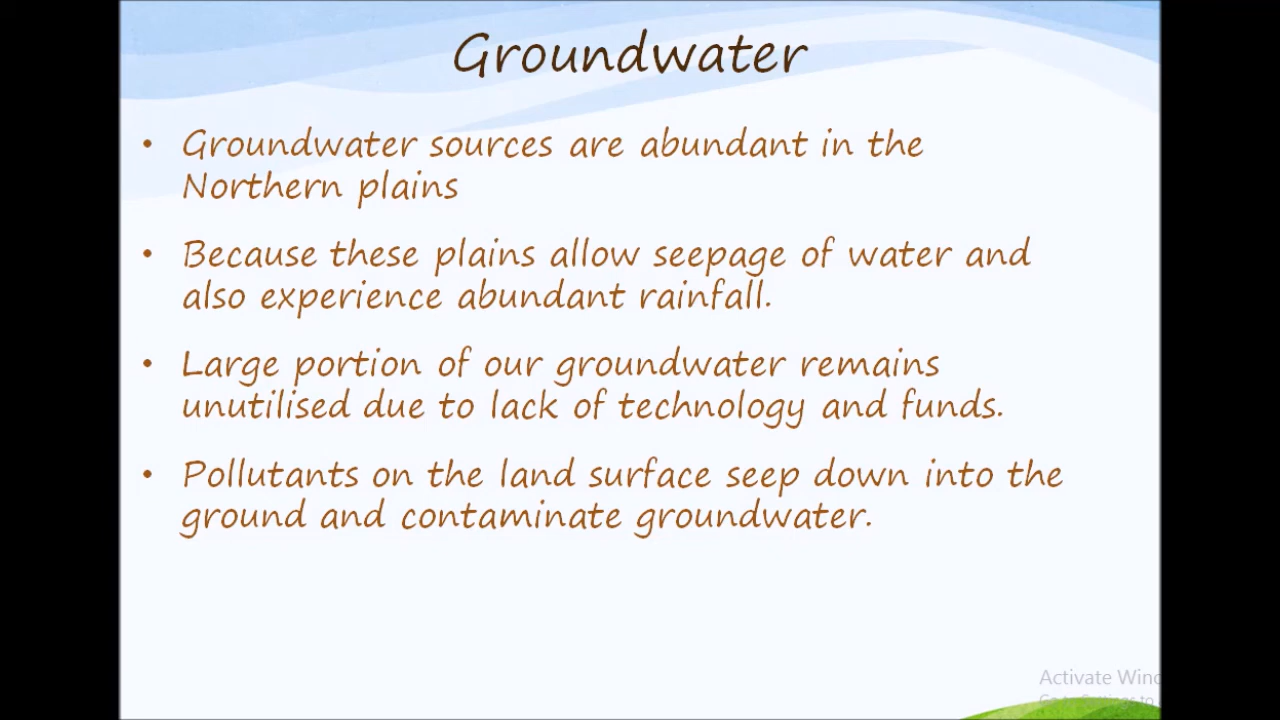 Groundwater
• Groundwater sources are abundant in the
Northern plains
• Because these plains allow seepage of water and
also experience abundant rainfall.
• Large portion of our groundwater remains
unutilised due to lack of technology and funds.
• Pollutants on the land surface seep down into the
ground and contaminate groundwater.
Activate